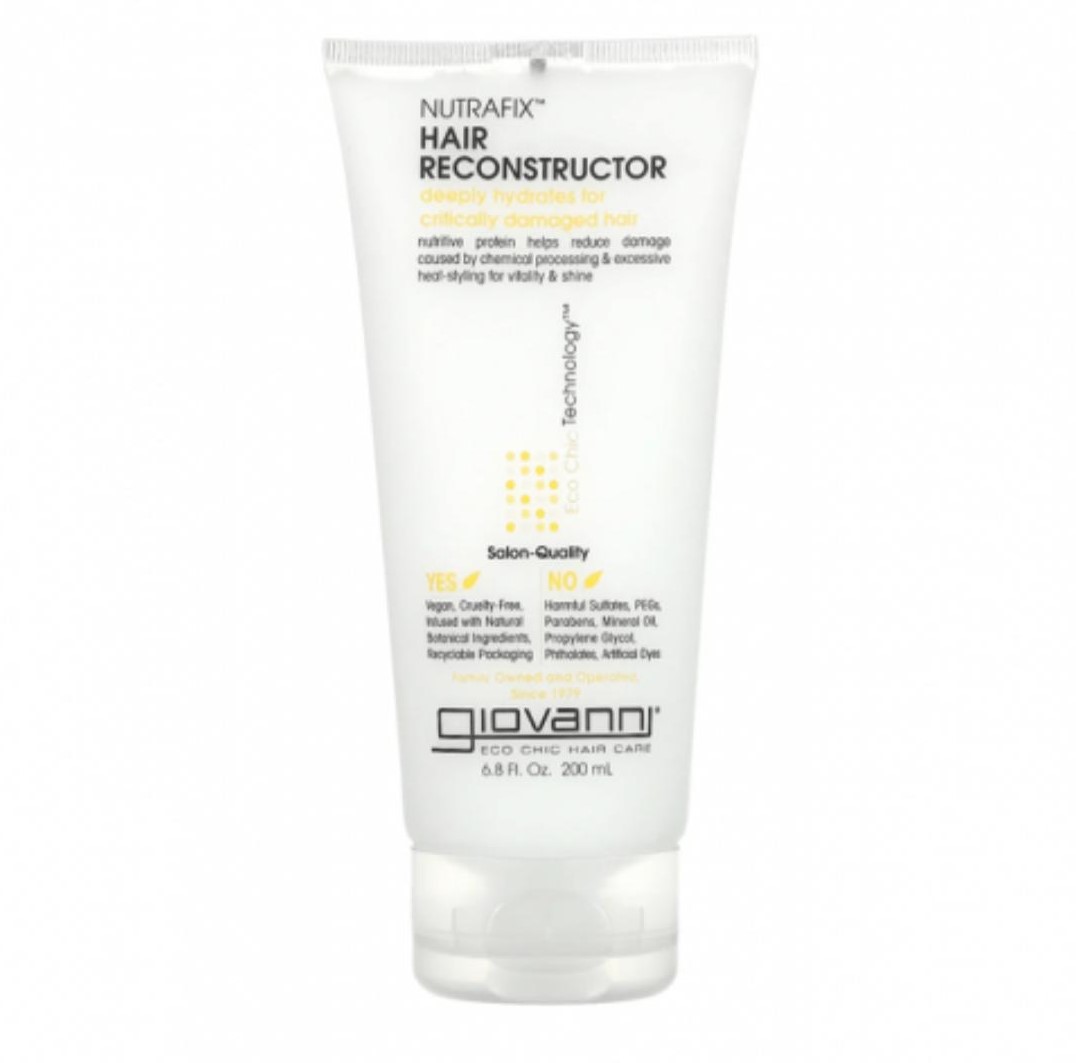 NUTRAFIX™
HAIR
RECONSTRUCTOR
deeply hydrates for
critically damaged hair
nutritive protein helps reduce damage
caused by chemical processing & excessive
heat-styling for vitality & shine
Eco Chic Technology™
Salon-Quality
YES
Vegan, Cruelty-Free,
Infused with Natural
Botanical Ingredients,
Recyclable Packaging
NO
Harmful Sulfates, PEGs,
Parabens, Mineral Oil,
Propylene Glycol,
Phthalates, Artificial Dyes
Family Owned and Operated,
Since 1979
giovanni®
ECO CHIC HAIR CARE
6.8 Fl. Oz. 200 mL